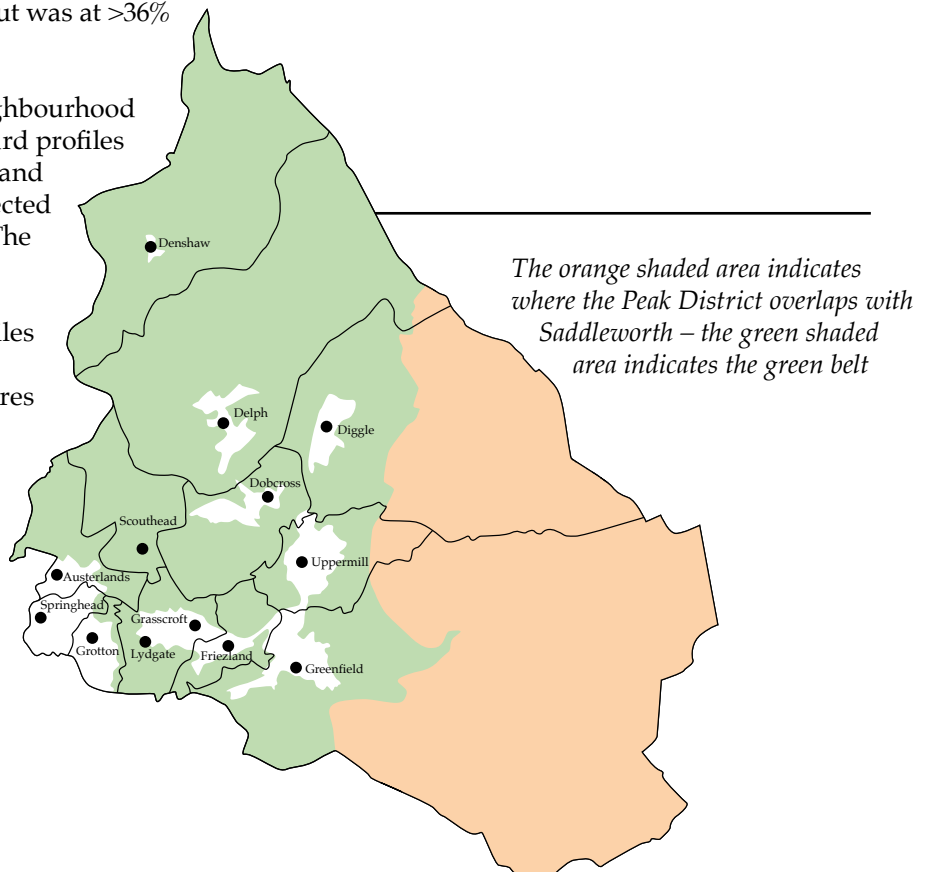 ut was at >36%
ghbourhood
rd profiles
and
ected
The
les
res
The orange shaded area indicates
where the Peak District overlaps with
Saddleworth – the green shaded
area indicates the green belt
Denshaw
Delph
Diggle
Dobcross
Scouthead
Uppermill
Austerlands
Springhead
Grasscroft
Grotton
Lydgate
Friezland
Greenfield